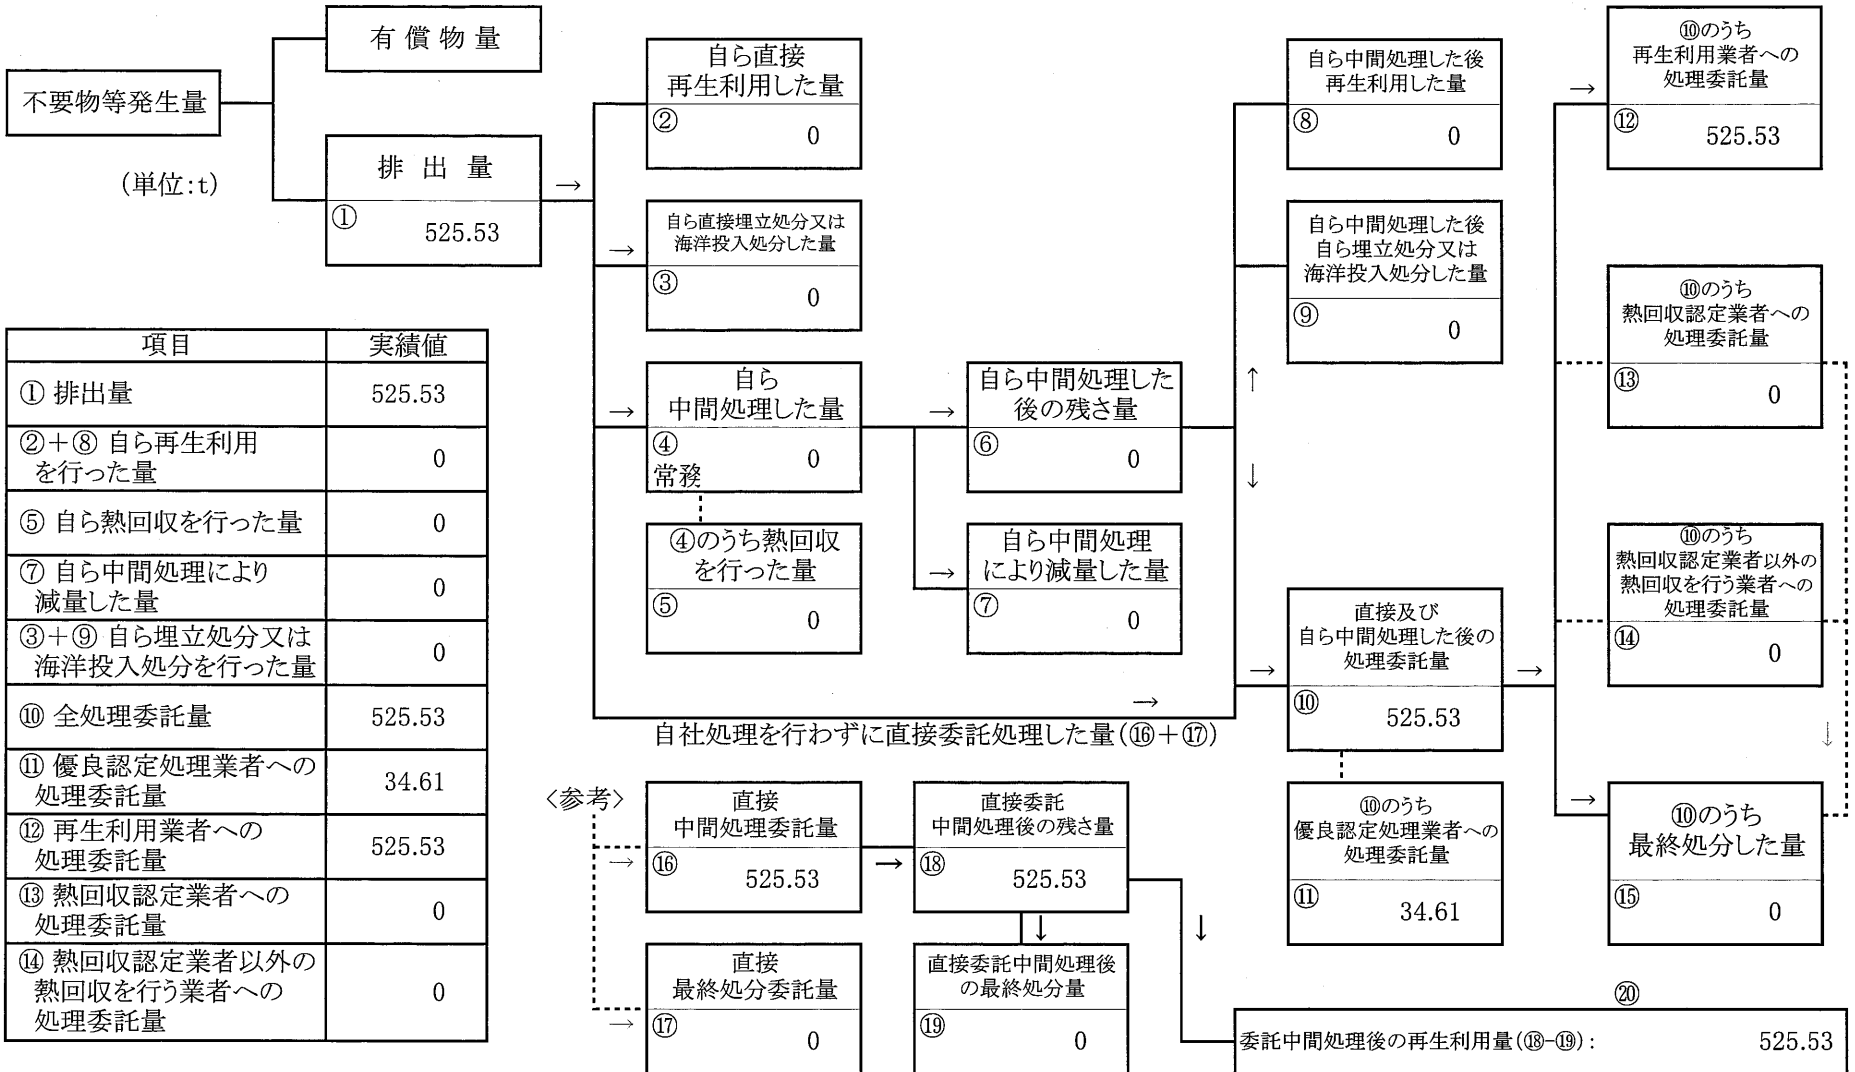 有償物量
不要物等発生量
(単位:t)
排出量
①
525.53
→
自ら直接
再生利用した量
②
0
→
自ら直接埋立処分又は
海洋投入処分した量
③
0
→
自ら
中間処理した量
④
0
常務
④のうち熱回収
を行った量
⑤
0
→
自ら中間処理した
後の残さ量
⑥
0
→
自ら中間処理
により減量した量
⑦
0
↑
↓
自ら中間処理した後
再生利用した量
⑧
0
自ら中間処理した後
自ら埋立処分又は
海洋投入処分した量
⑨
0
→
自社処理を行わずに直接委託処理した量(⑯+⑰)
→
直接及び
自ら中間処理した後の
処理委託量
⑩
525.53
⑩のうち
優良認定処理業者への
処理委託量
⑪
34.61
→
→
⑩のうち
再生利用業者への
処理委託量
⑫
525.53
⑩のうち
熱回収認定業者への
処理委託量
⑬
0
⑩のうち
熱回収認定業者以外の
熱回収を行う業者への
処理委託量
⑭
0
↓
→
⑩のうち
最終処分した量
⑮
0
項目 実績値
① 排出量 525.53
②+⑧ 自ら再生利用
を行った量 0
⑤ 自ら熱回収を行った量 0
⑦ 自ら中間処理により
減量した量 0
③+⑨ 自ら埋立処分又は
海洋投入処分を行った量 0
⑩ 全処理委託量 525.53
⑪ 優良認定処理業者への
処理委託量 34.61
⑫ 再生利用業者への
処理委託量 525.53
⑬ 熱回収認定業者への
処理委託量 0
⑭ 熱回収認定業者以外の
熱回収を行う業者への
処理委託量 0
〈参考〉
→
直接
中間処理委託量
⑯
525.53
→
直接委託
中間処理後の残さ量
⑱
525.53
↓
↓
→
直接
最終処分委託量
⑰
0
直接委託中間処理後
の最終処分量
⑲
0
⑳
委託中間処理後の再生利用量(⑱-⑲): 525.53